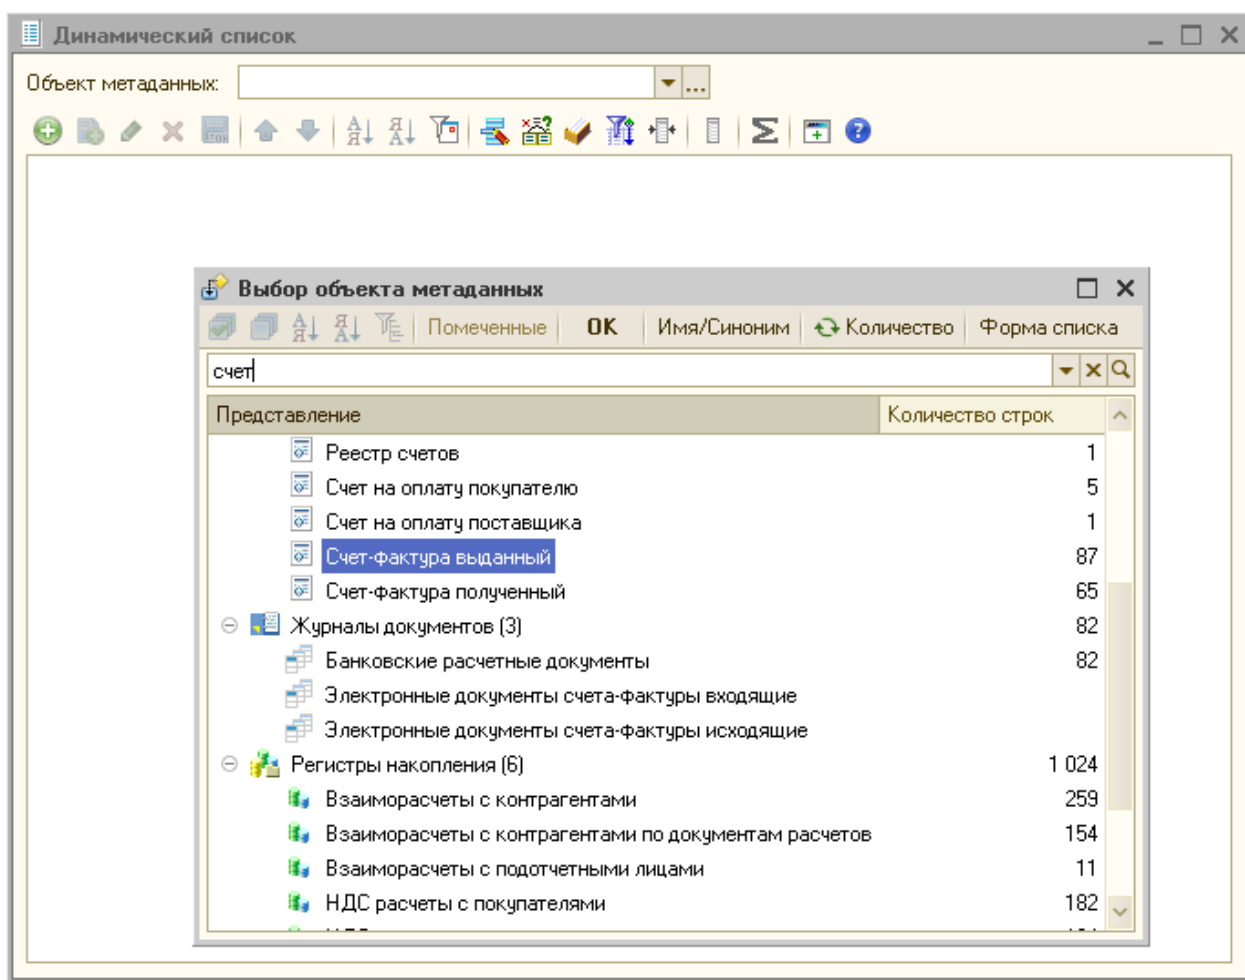 Динамический список
Объект метаданных:
Выбор объекта метаданных
Помеченные OK Имя/Синоним Количество Форма списка
счет
Представление Количество строк
Реестр счетов 1
Счет на оплату покупателю 5
Счет на оплату поставщика 1
Счет-фактура выданный 87
Счет-фактура полученный 65
Журналы документов (3) 82
Банковские расчетные документы 82
Электронные документы счета-фактуры входящие
Электронные документы счета-фактуры исходящие
Регистры накопления (6) 1 024
Взаиморасчеты с контрагентами 259
Взаиморасчеты с контрагентами по документам расчетов 154
Взаиморасчеты с подотчетными лицами 11
НДС расчеты с покупателями 182